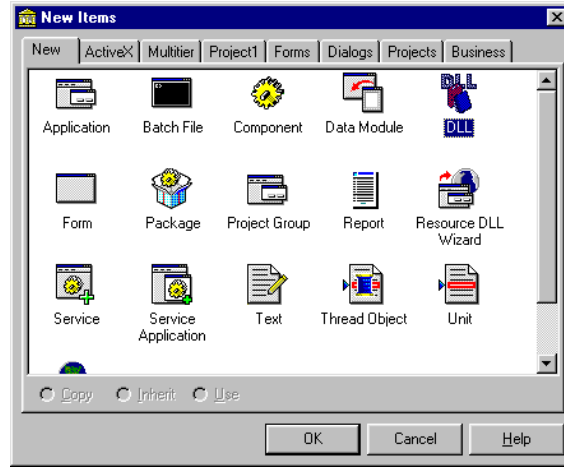 New Items
New ActiveX Multitier Project1 Forms Dialogs Projects Business
Application Batch File Component Data Module DLL
Form Package Project Group Report Resource DLL
Wizard
Service Service Text Thread Object Unit
Application
Copy Inherit Use
OK Cancel Help